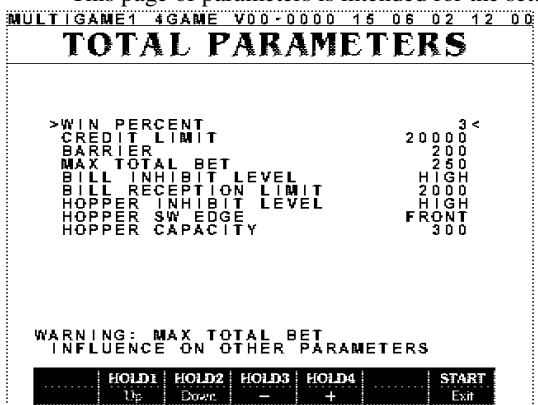 This page of parameters is intended for the set
MULTIGAME1 4GAME V00-0000 15 06 02 12 00
TOTAL PARAMETERS
>WIN PERCENT 3<
CREDIT LIMIT 20000
BARRIER 200
MAX TOTAL BET 250
BILL INHIBIT LEVEL HIGH
BILL RECEPTION LIMIT 2000
HOPPER INHIBIT LEVEL HIGH
HOPPER SW EDGE FRONT
HOPPER CAPACITY 300
WARNING: MAX TOTAL BET
INFLUENCE ON OTHER PARAMETERS
HOLD1 HOLD2 HOLD3 HOLD4 START
Up Down - + Exit